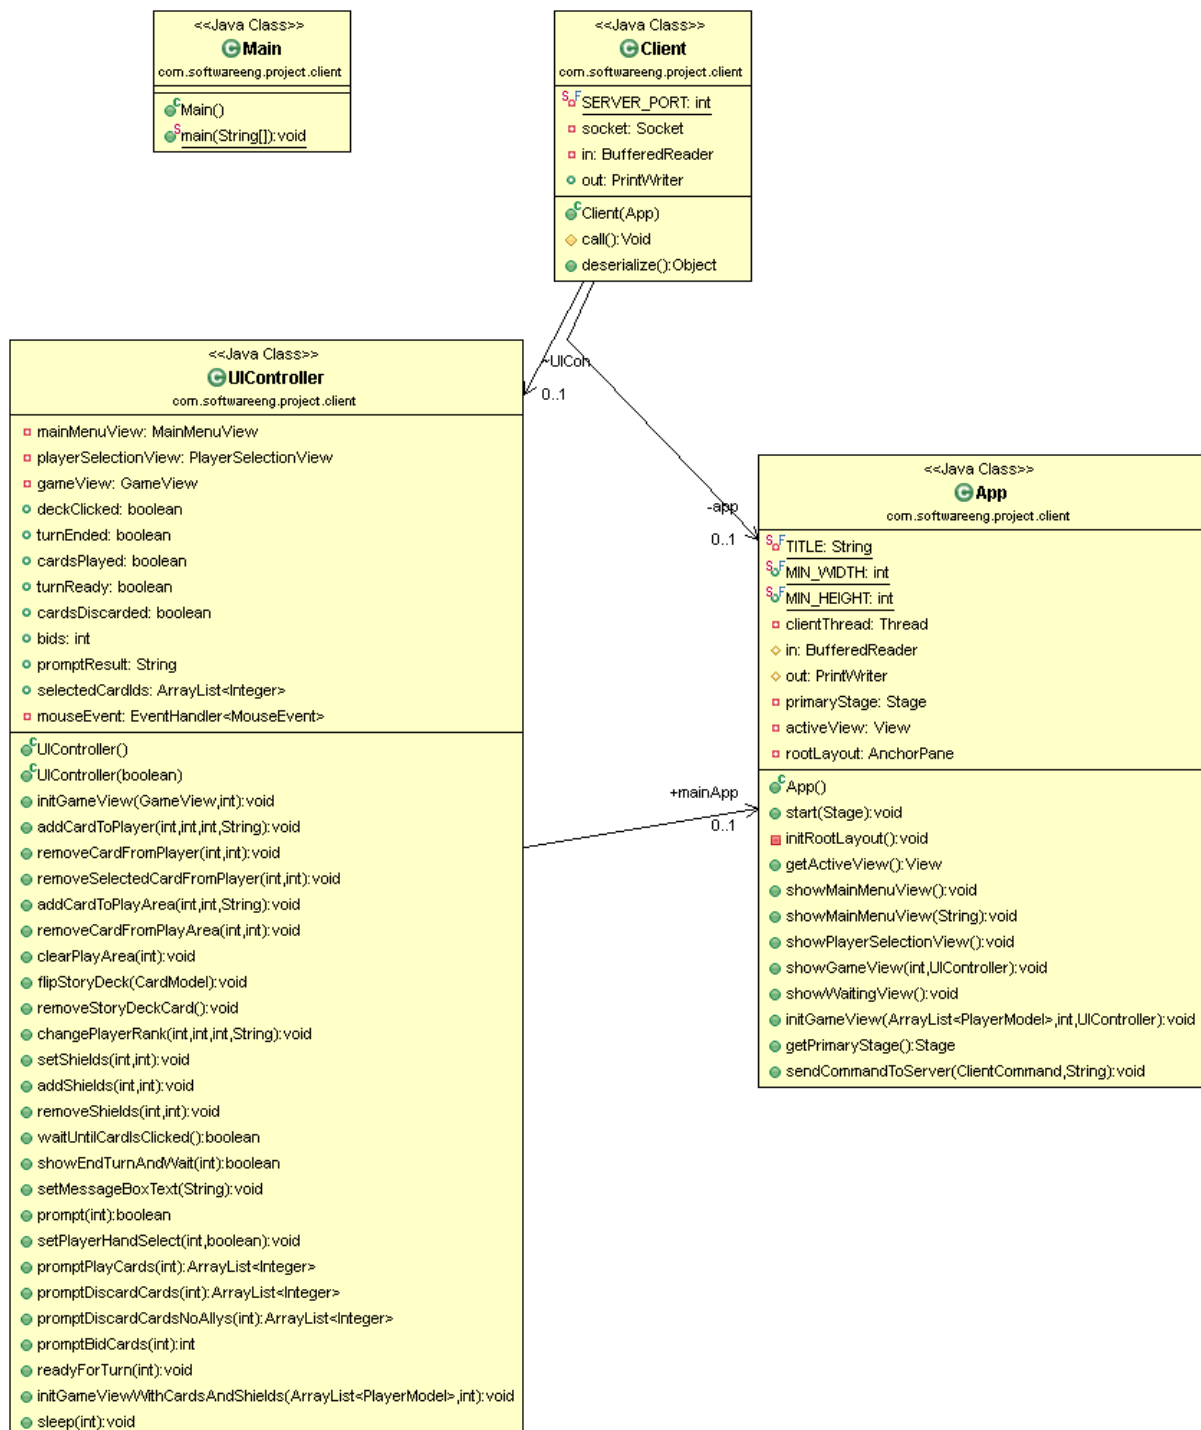 <<Java Class>>
Main
com.softwareeng.project.client
Main()
main(String[]):void
<<Java Class>>
Client
com.softwareeng.project.client
SERVER_PORT: int
socket: Socket
in: BufferedReader
out: PrintWriter
Client(App)
call():Void
deserialize():Object
~UICon
0..1
-app
0..1
<<Java Class>>
UIController
com.softwareeng.project.client
mainMenuView: MainMenuView
playerSelectionView: PlayerSelectionView
gameView: GameView
deckClicked: boolean
turnEnded: boolean
cardsPlayed: boolean
turnReady: boolean
cardsDiscarded: boolean
bids: int
promptResult: String
selectedCardIds: ArrayList<Integer>
mouseEvent: EventHandler<MouseEvent>
UIController()
UIController(boolean)
initGameView(GameView,int):void
addCardToPlayer(int,int,int,String):void
removeCardFromPlayer(int,int):void
removeSelectedCardFromPlayer(int,int):void
addCardToPlayArea(int,int,String):void
removeCardFromPlayArea(int,int):void
clearPlayArea(int):void
flipStoryDeck(CardModel):void
removeStoryDeckCard():void
changePlayerRank(int,int,int,String):void
setShields(int,int):void
addShields(int,int):void
removeShields(int,int):void
waitUntilCardIsClicked():boolean
showEndTurnAndWait(int):boolean
setMessageBoxText(String):void
prompt(int):boolean
setPlayerHandSelect(int,boolean):void
promptPlayCards(int):ArrayList<Integer>
promptDiscardCards(int):ArrayList<Integer>
promptDiscardCardsNoAllys(int):ArrayList<Integer>
promptBidCards(int):int
readyForTurn(int):void
initGameViewWithCardsAndShields(ArrayList<PlayerModel>,int):void
sleep(int):void
+mainApp
0..1
<<Java Class>>
App
com.softwareeng.project.client
TITLE: String
MIN_WIDTH: int
MIN_HEIGHT: int
clientThread: Thread
in: BufferedReader
out: PrintWriter
primaryStage: Stage
activeView: View
rootLayout: AnchorPane
App()
start(Stage):void
initRootLayout():void
getActiveView():View
showMainMenuView():void
showMainMenuView(String):void
showPlayerSelectionView():void
showGameView(int,UIController):void
showWaitingView():void
initGameView(ArrayList<PlayerModel>,int,UIController):void
getPrimaryStage():Stage
sendCommandToServer(ClientCommand,String):void